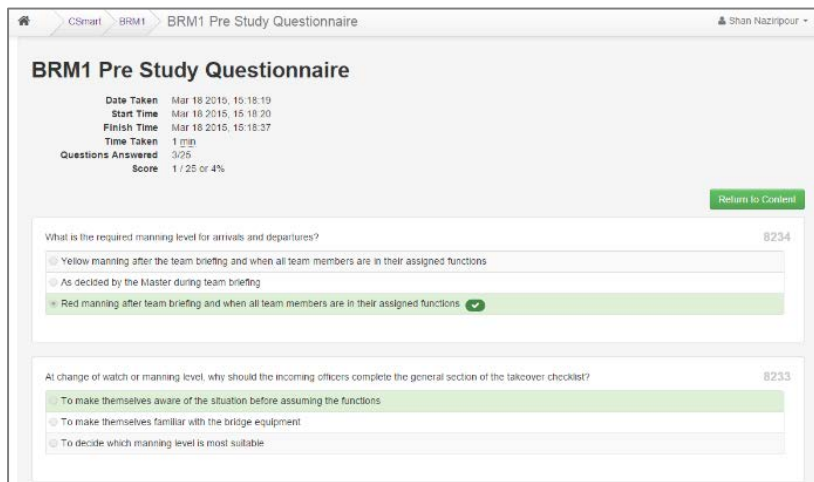 CSmart BRM1 BRM1 Pre Study Questionnaire Shan Naziripour
BRM1 Pre Study Questionnaire
Date Taken Mar 18 2015, 15:18:19
Start Time Mar 18 2015, 15:18:20
Finish Time Mar 18 2015, 15:18:37
Time Taken 1 min
Questions Answered 3/25
Score 1 / 25 or 4%
Return to Content
What is the required manning level for arrivals and departures? 8234
Yellow manning after the team briefing and when all team members are in their assigned functions
As decided by the Master during team briefing
Red manning after team briefing and when all team members are in their assigned functions
At change of watch or manning level, why should the incoming officers complete the general section of the takeover checklist? 8233
To make themselves aware of the situation before assuming the functions
To make themselves familiar with the bridge equipment
To decide which manning level is most suitable